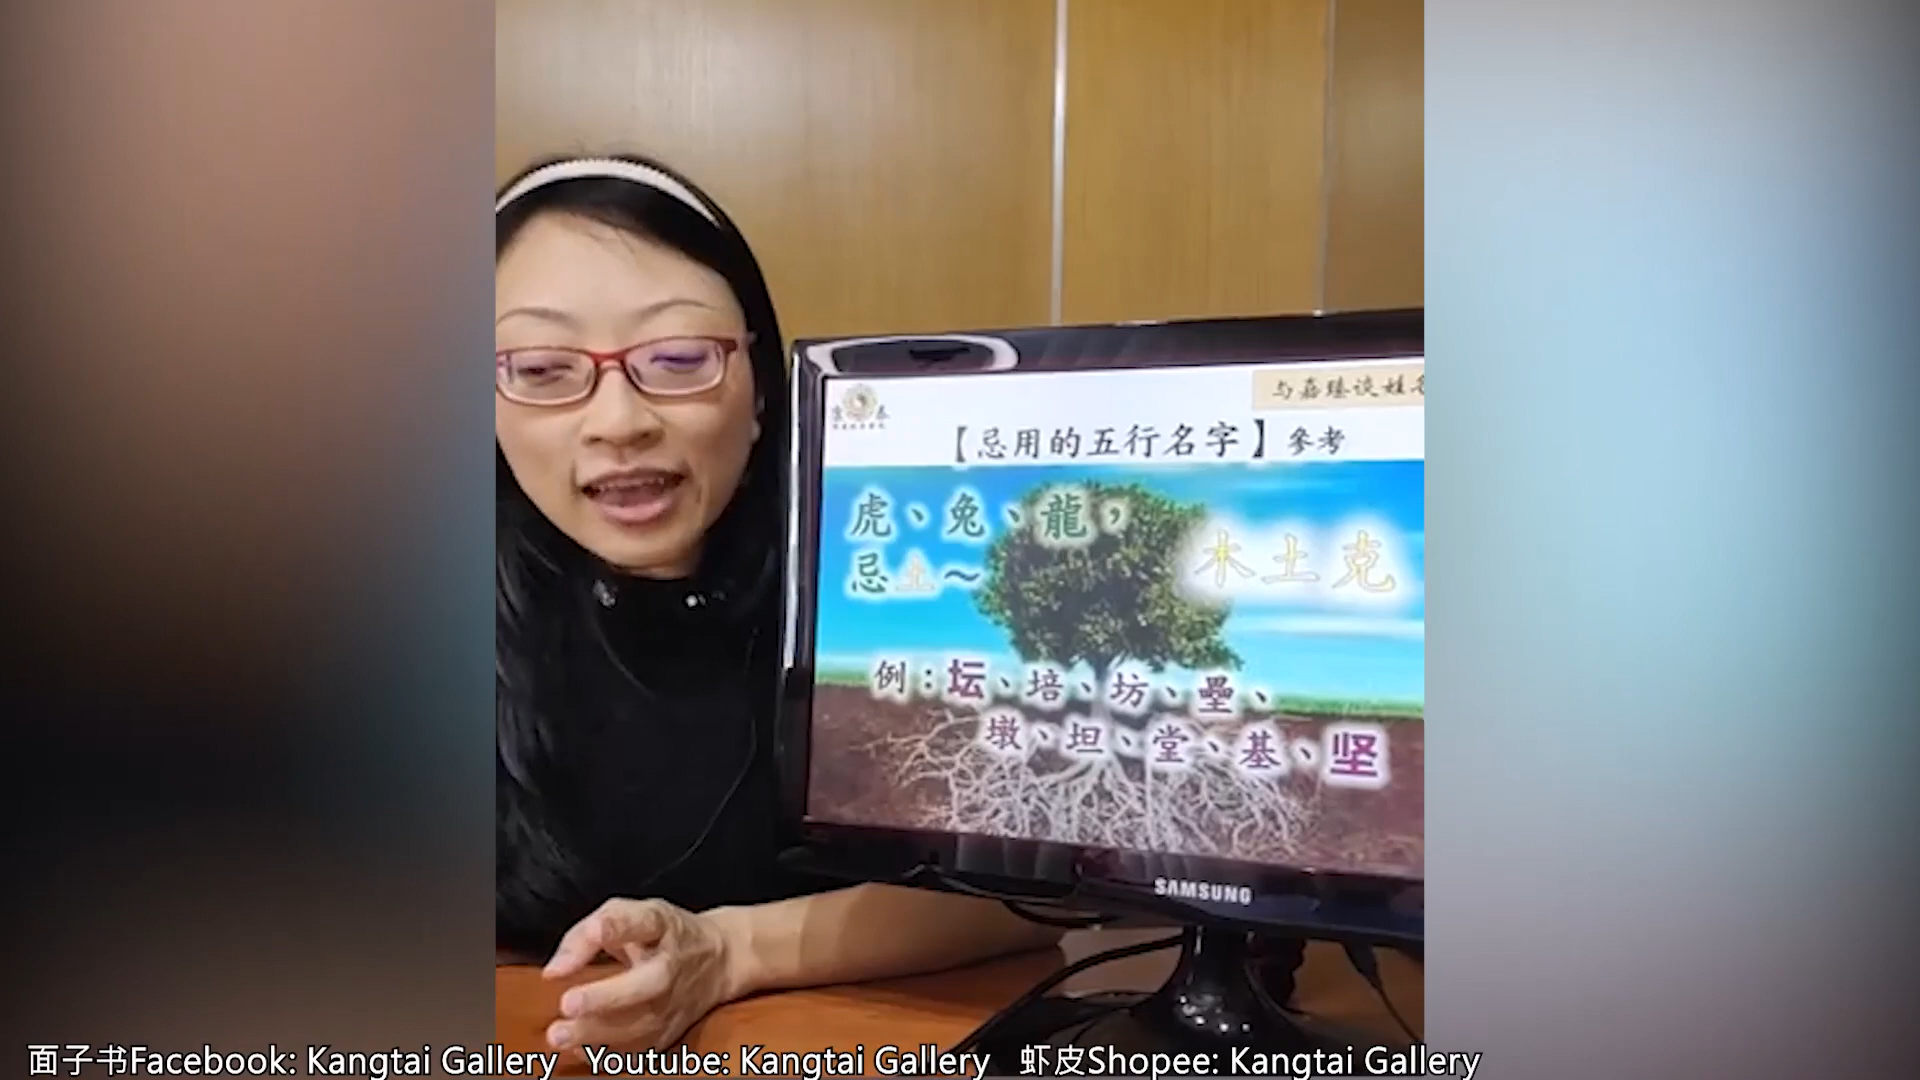 与嘉臻谈姓名
康泰
【忌用的五行名字】參考
虎、兔、龍，
忌土～
木土克
例：坛、培、坊、壘、
墩、坦、堂、基、坚
SAMSUNG
面子书Facebook: Kangtai Gallery Youtube: Kangtai Gallery 虾皮Shopee: Kangtai Gallery